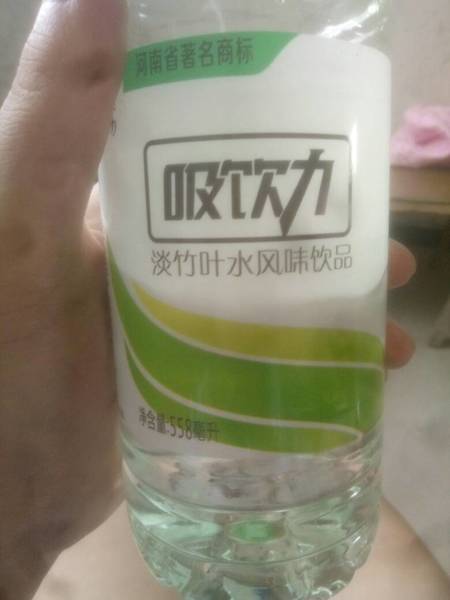 河南省著名商标
力
吸饮力
淡竹叶水风味饮品
净含量:558毫升